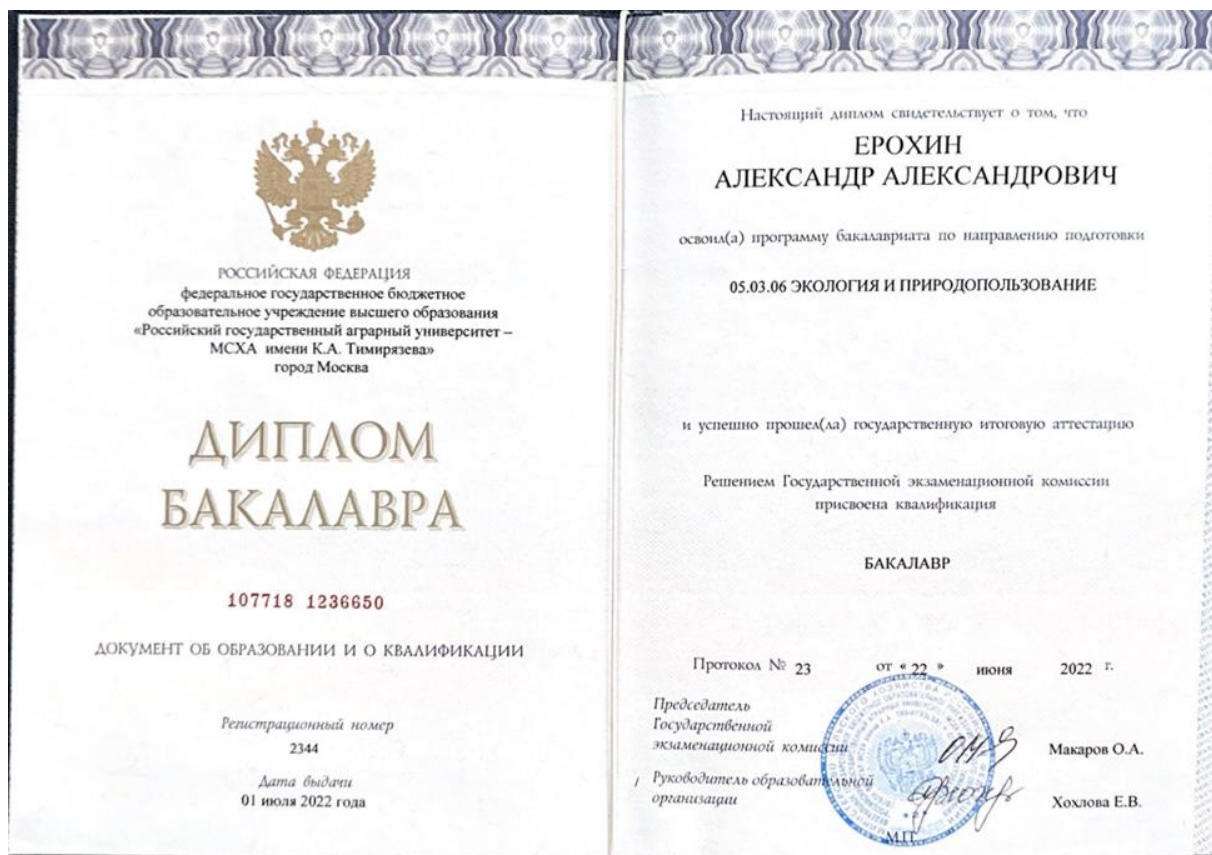 РОССИЙСКАЯ ФЕДЕРАЦИЯ
федеральное государственное бюджетное
образовательное учреждение высшего образования
«Российский государственный аграрный университет –
МСХА имени К.А. Тимирязева»
город Москва
ДИПЛОМ
БАКАЛАВРА
107718 1236650
ДОКУМЕНТ ОБ ОБРАЗОВАНИИ И О КВАЛИФИКАЦИИ
Регистрационный номер
2344
Дата выдачи
01 июля 2022 года
Настоящий диплом свидетельствует о том, что
ЕРОХИН
АЛЕКСАНДР АЛЕКСАНДРОВИЧ
освоил(а) программу бакалавриата по направлению подготовки
05.03.06 ЭКОЛОГИЯ И ПРИРОДОПОЛЬЗОВАНИЕ
и успешно прошел(ла) государственную итоговую аттестацию
Решением Государственной экзаменационной комиссии
присвоена квалификация
БАКАЛАВР
Протокол № 23 от « 22 » июня 2022 г.
Председатель
Государственной
экзаменационной комиссии Макаров О.А.
Руководитель образовательной
организации Хохлова Е.В.
М.П.